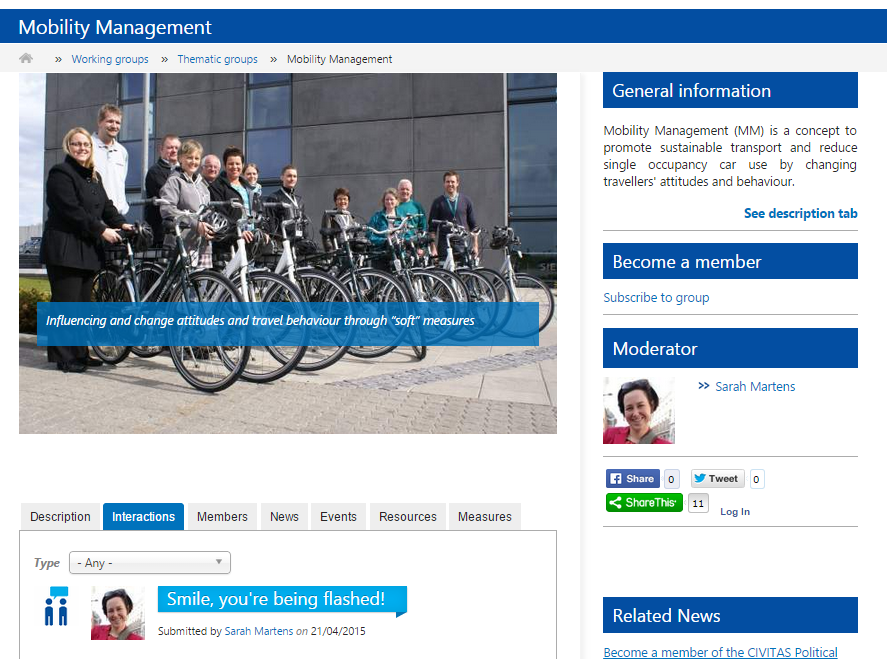 Mobility Management
» Working groups » Thematic groups » Mobility Management
Influencing and change attitudes and travel behaviour through "soft" measures
Description Interactions Members News Events Resources Measures
Type - Any -
Smile, you're being flashed!
Submitted by Sarah Martens on 21/04/2015
General information
Mobility Management (MM) is a concept to
promote sustainable transport and reduce
single occupancy car use by changing
travellers' attitudes and behaviour.
See description tab
Become a member
Subscribe to group
Moderator
>> Sarah Martens
Share 0 Tweet 0
ShareThis 11 Log In
Related News
Become a member of the CIVITAS Political